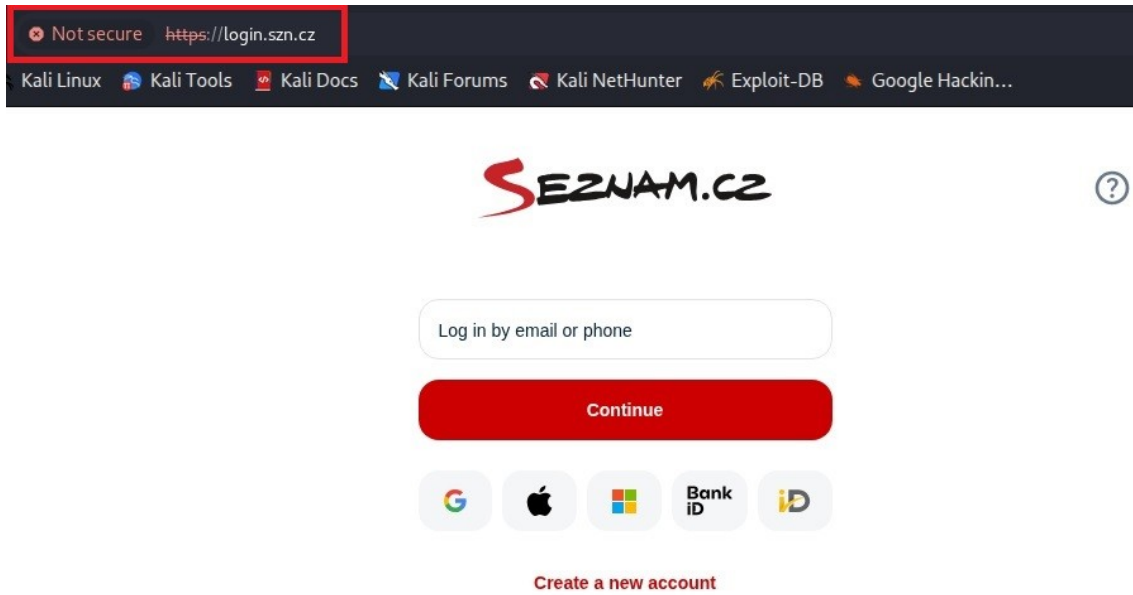 Not secure https://login.szn.cz
Kali Linux Kali Tools Kali Docs Kali Forums Kali NetHunter Exploit-DB Google Hackin...
SEZNAM.CZ
?
Log in by email or phone
Continue
G Bank iD iD
Create a new account